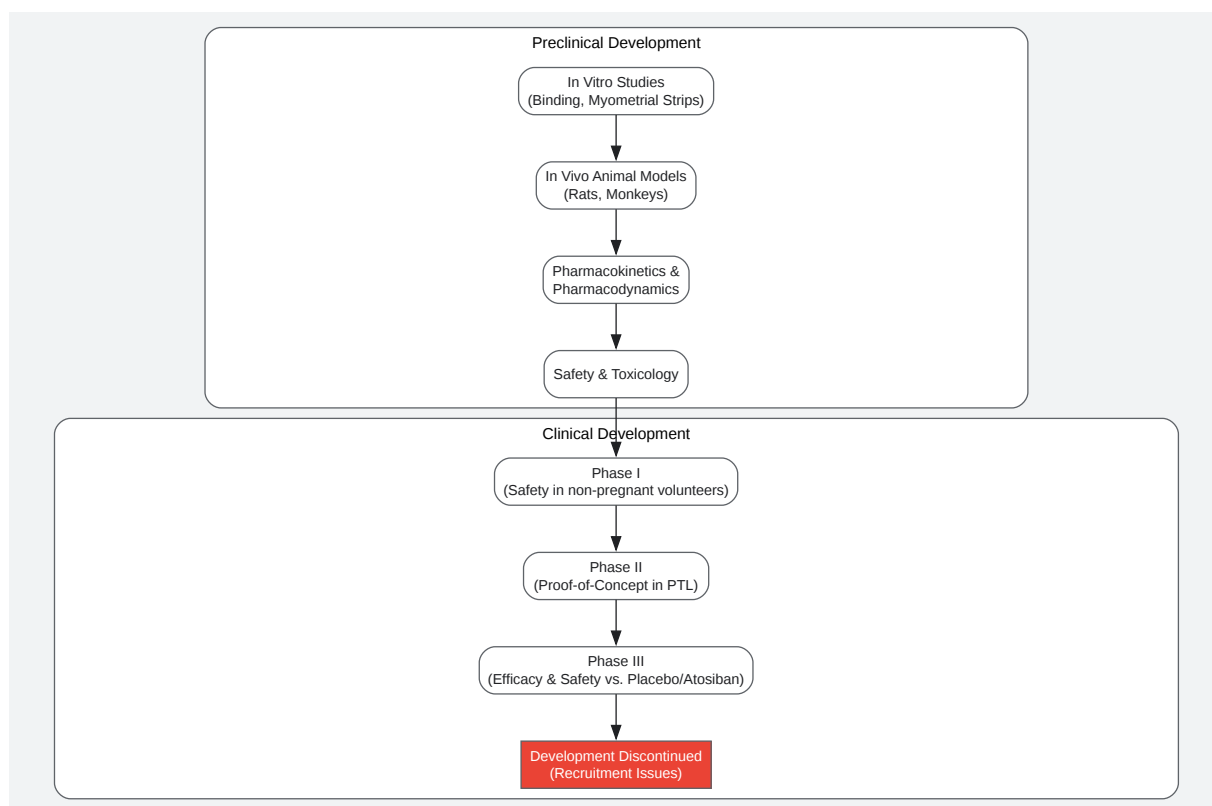 Preclinical Development
In Vitro Studies
(Binding, Myometrial Strips)
In Vivo Animal Models
(Rats, Monkeys)
Pharmacokinetics &
Pharmacodynamics
Safety & Toxicology
Clinical Development
Phase I
(Safety in non-pregnant volunteers)
Phase II
(Proof-of-Concept in PTL)
Phase III
(Efficacy & Safety vs. Placebo/Atosiban)
Development Discontinued
(Recruitment Issues)